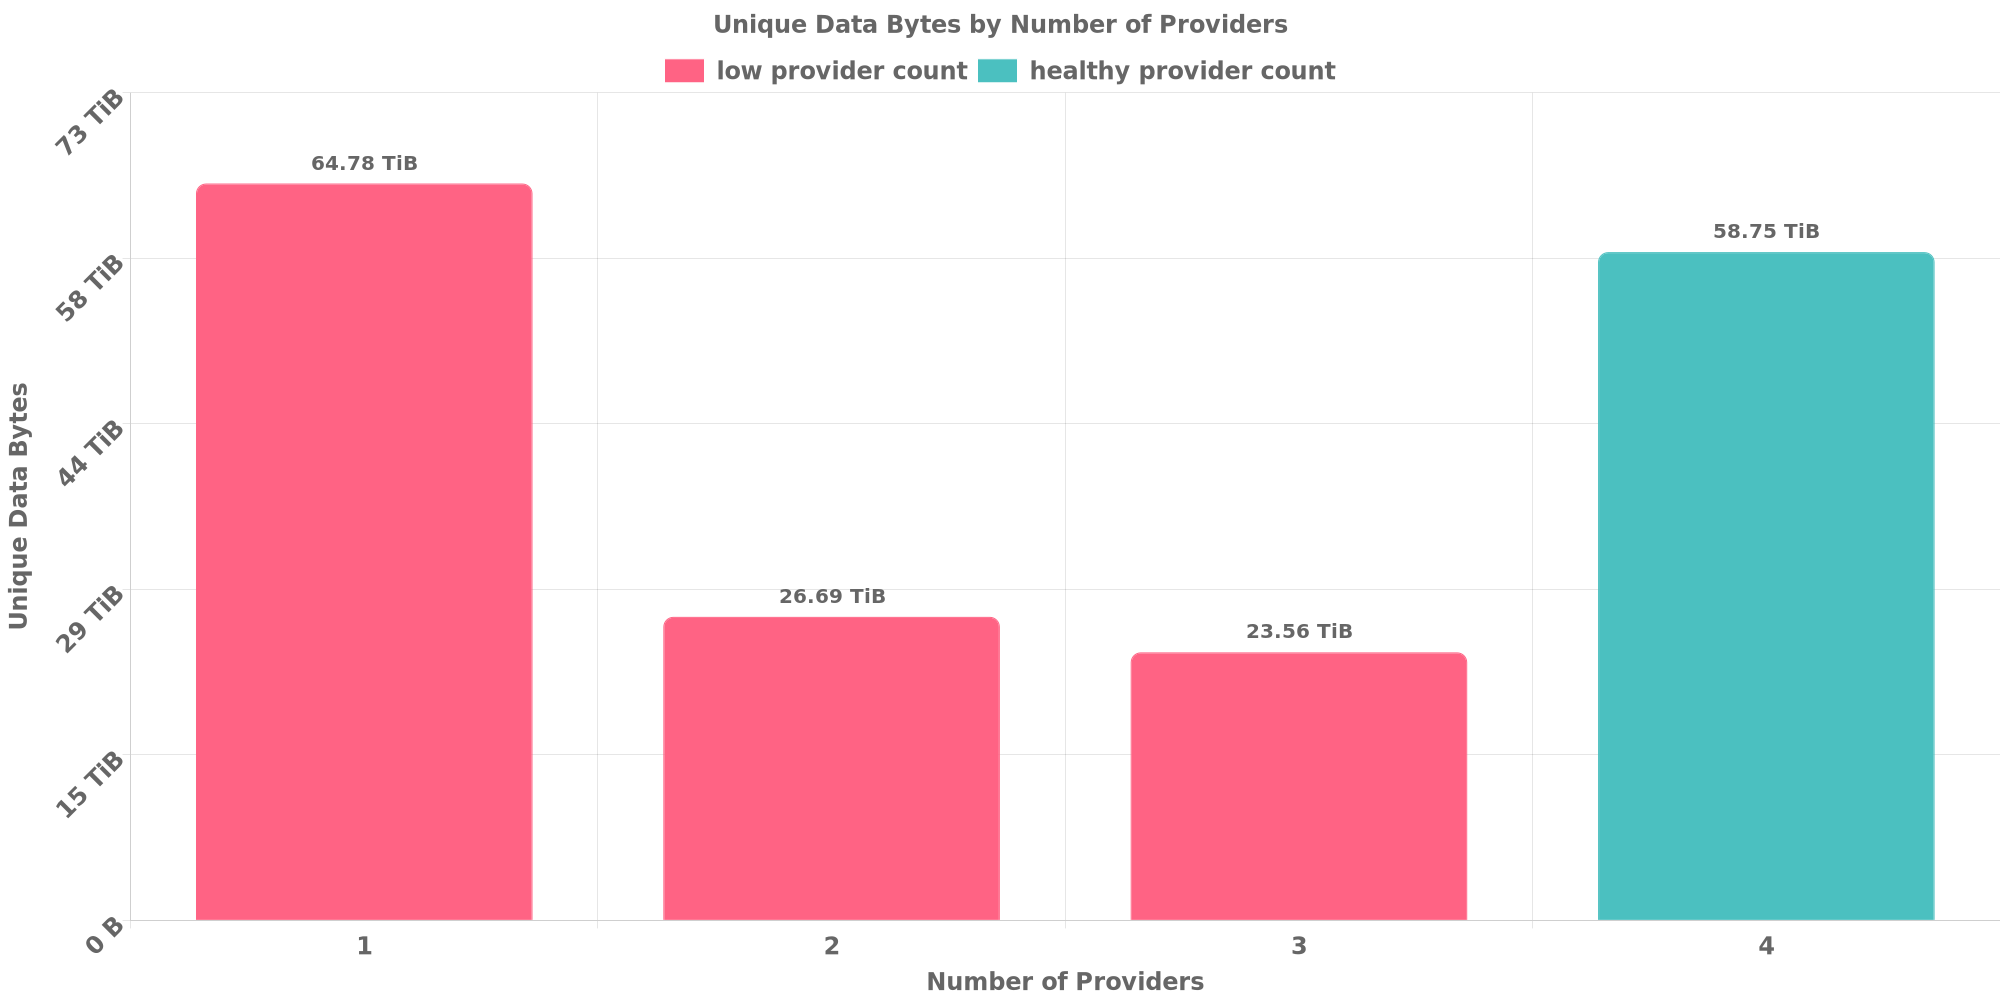 Unique Data Bytes by Number of Providers
low provider count healthy provider count
73 TiB
58 TiB
44 TiB
29 TiB
15 TiB
0 B
Unique Data Bytes
64.78 TiB
26.69 TiB
23.56 TiB
58.75 TiB
1 2 3 4
Number of Providers